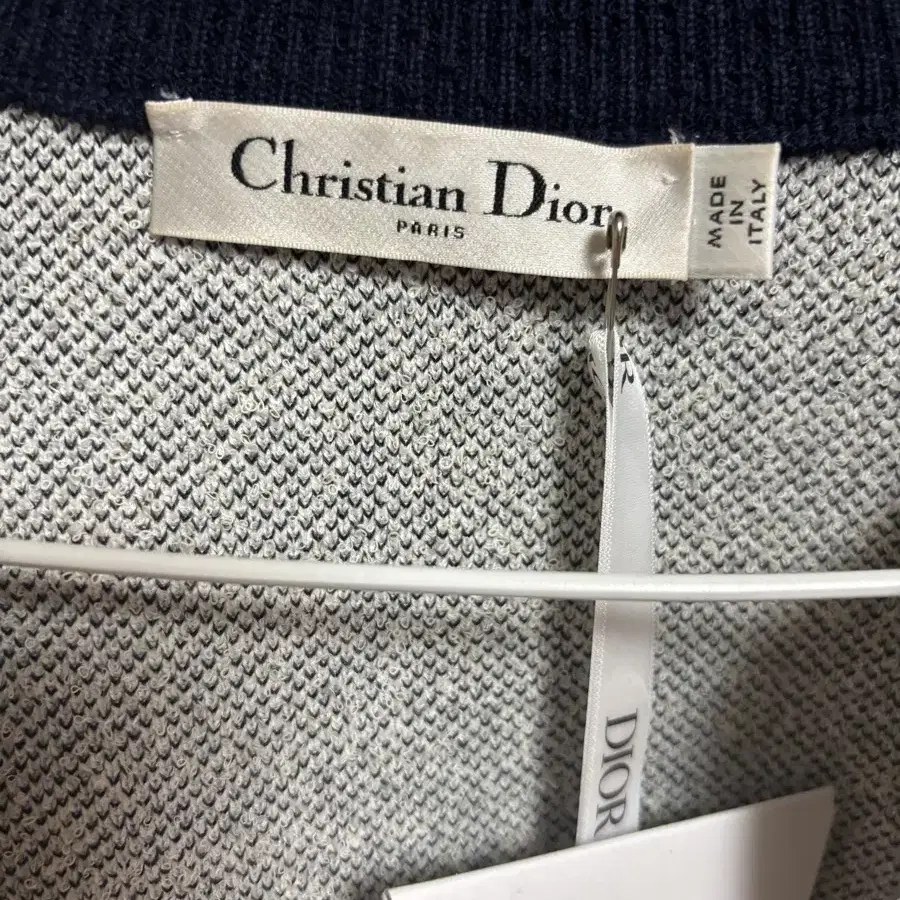 Christian Dior
PARIS
MADE
IN
ITALY
R
DIOR